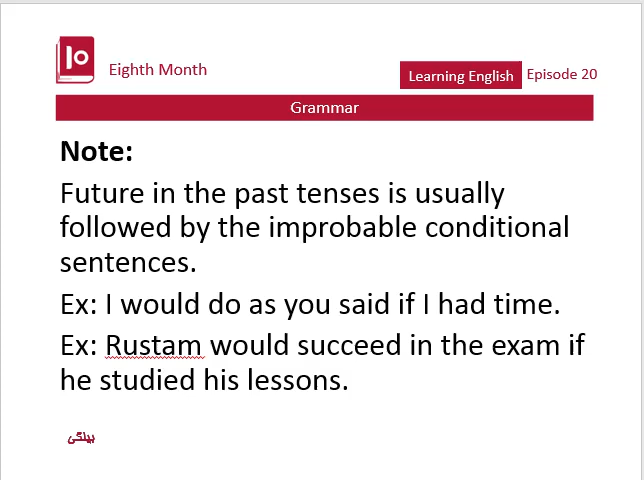 lo
Eighth Month
Learning English
Episode 20
Grammar
Note:
Future in the past tenses is usually
followed by the improbable conditional
sentences.
Ex: I would do as you said if I had time.
Ex: Rustam would succeed in the exam if
he studied his lessons.